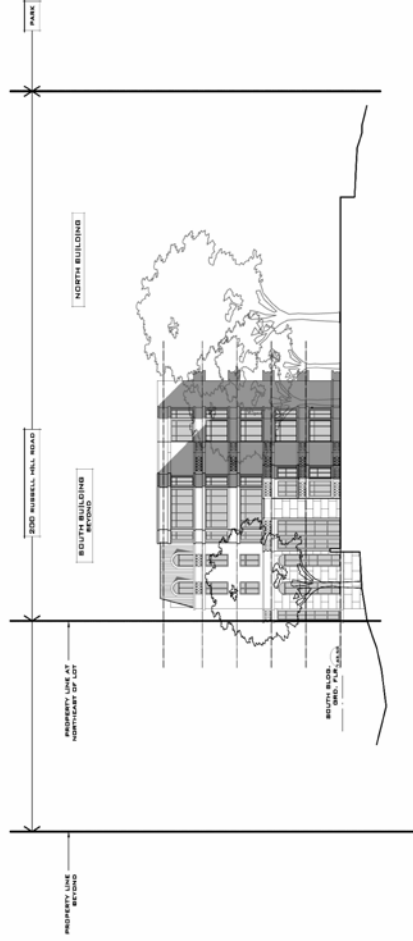 PROPERTY LINE
BEYOND
PROPERTY LINE AT
NORTHEAST OF LOT
200 RUSSELL HILL ROAD
SOUTH BUILDING
BEYOND
NORTH BUILDING
PARK
SOUTH BLDG.
GRD. FLR.